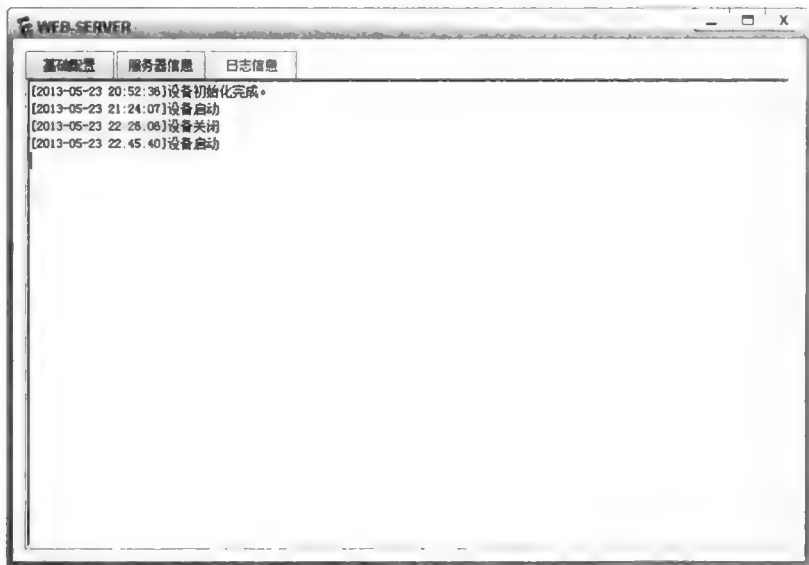 WEB-SERVER
基础配置 服务器信息 日志信息
[2013-05-23 20:52:36]设备初始化完成。
[2013-05-23 21:24:07]设备启动
[2013-05-23 22 26.06]设备关闭
[2013-05-23 22.45.40]设备启动